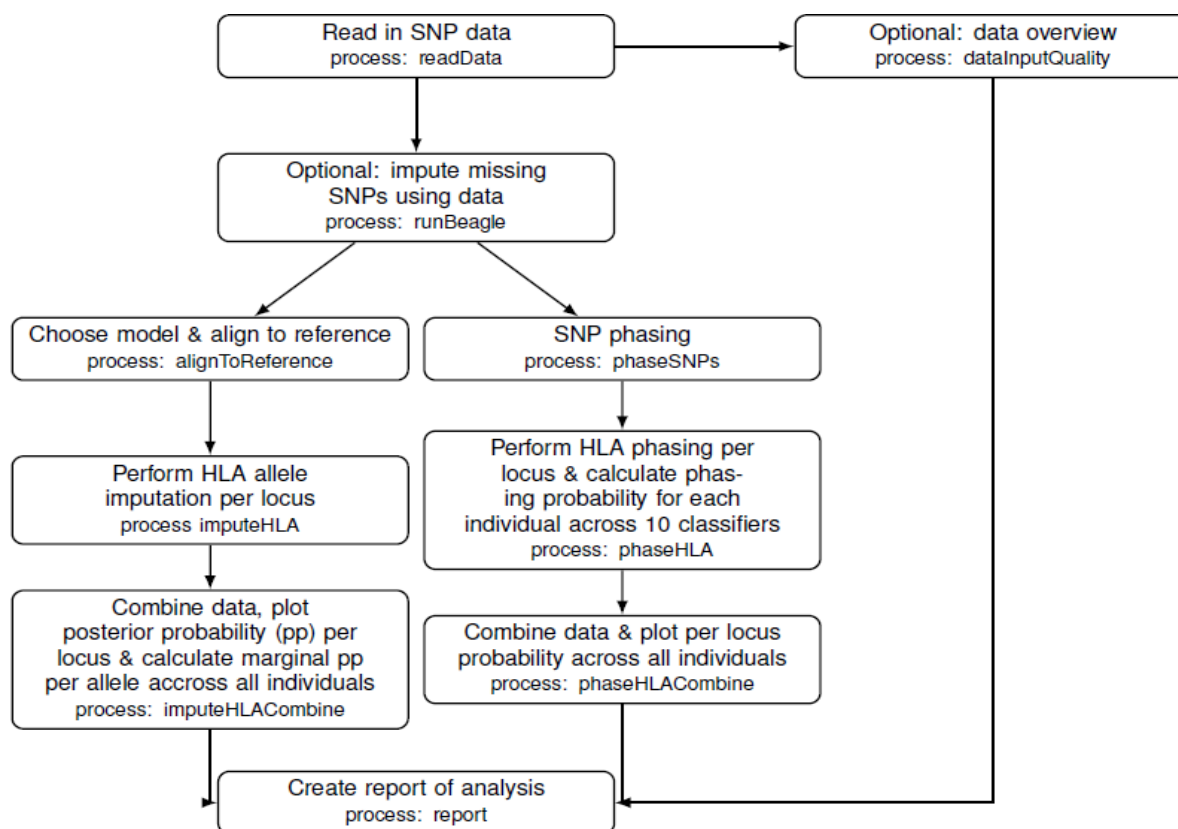 Read in SNP data
process: readData
Optional: data overview
process: dataInputQuality
Optional: impute missing
SNPs using data
process: runBeagle
Choose model & align to reference
process: alignToReference
SNP phasing
process: phaseSNPs
Perform HLA allele
imputation per locus
process imputeHLA
Perform HLA phasing per
locus & calculate phas-
ing probability for each
individual across 10 classifiers
process: phaseHLA
Combine data, plot
posterior probability (pp) per
locus & calculate marginal pp
per allele accross all individuals
process: imputeHLACombine
Combine data & plot per locus
probability across all individuals
process: phaseHLACombine
Create report of analysis
process: report